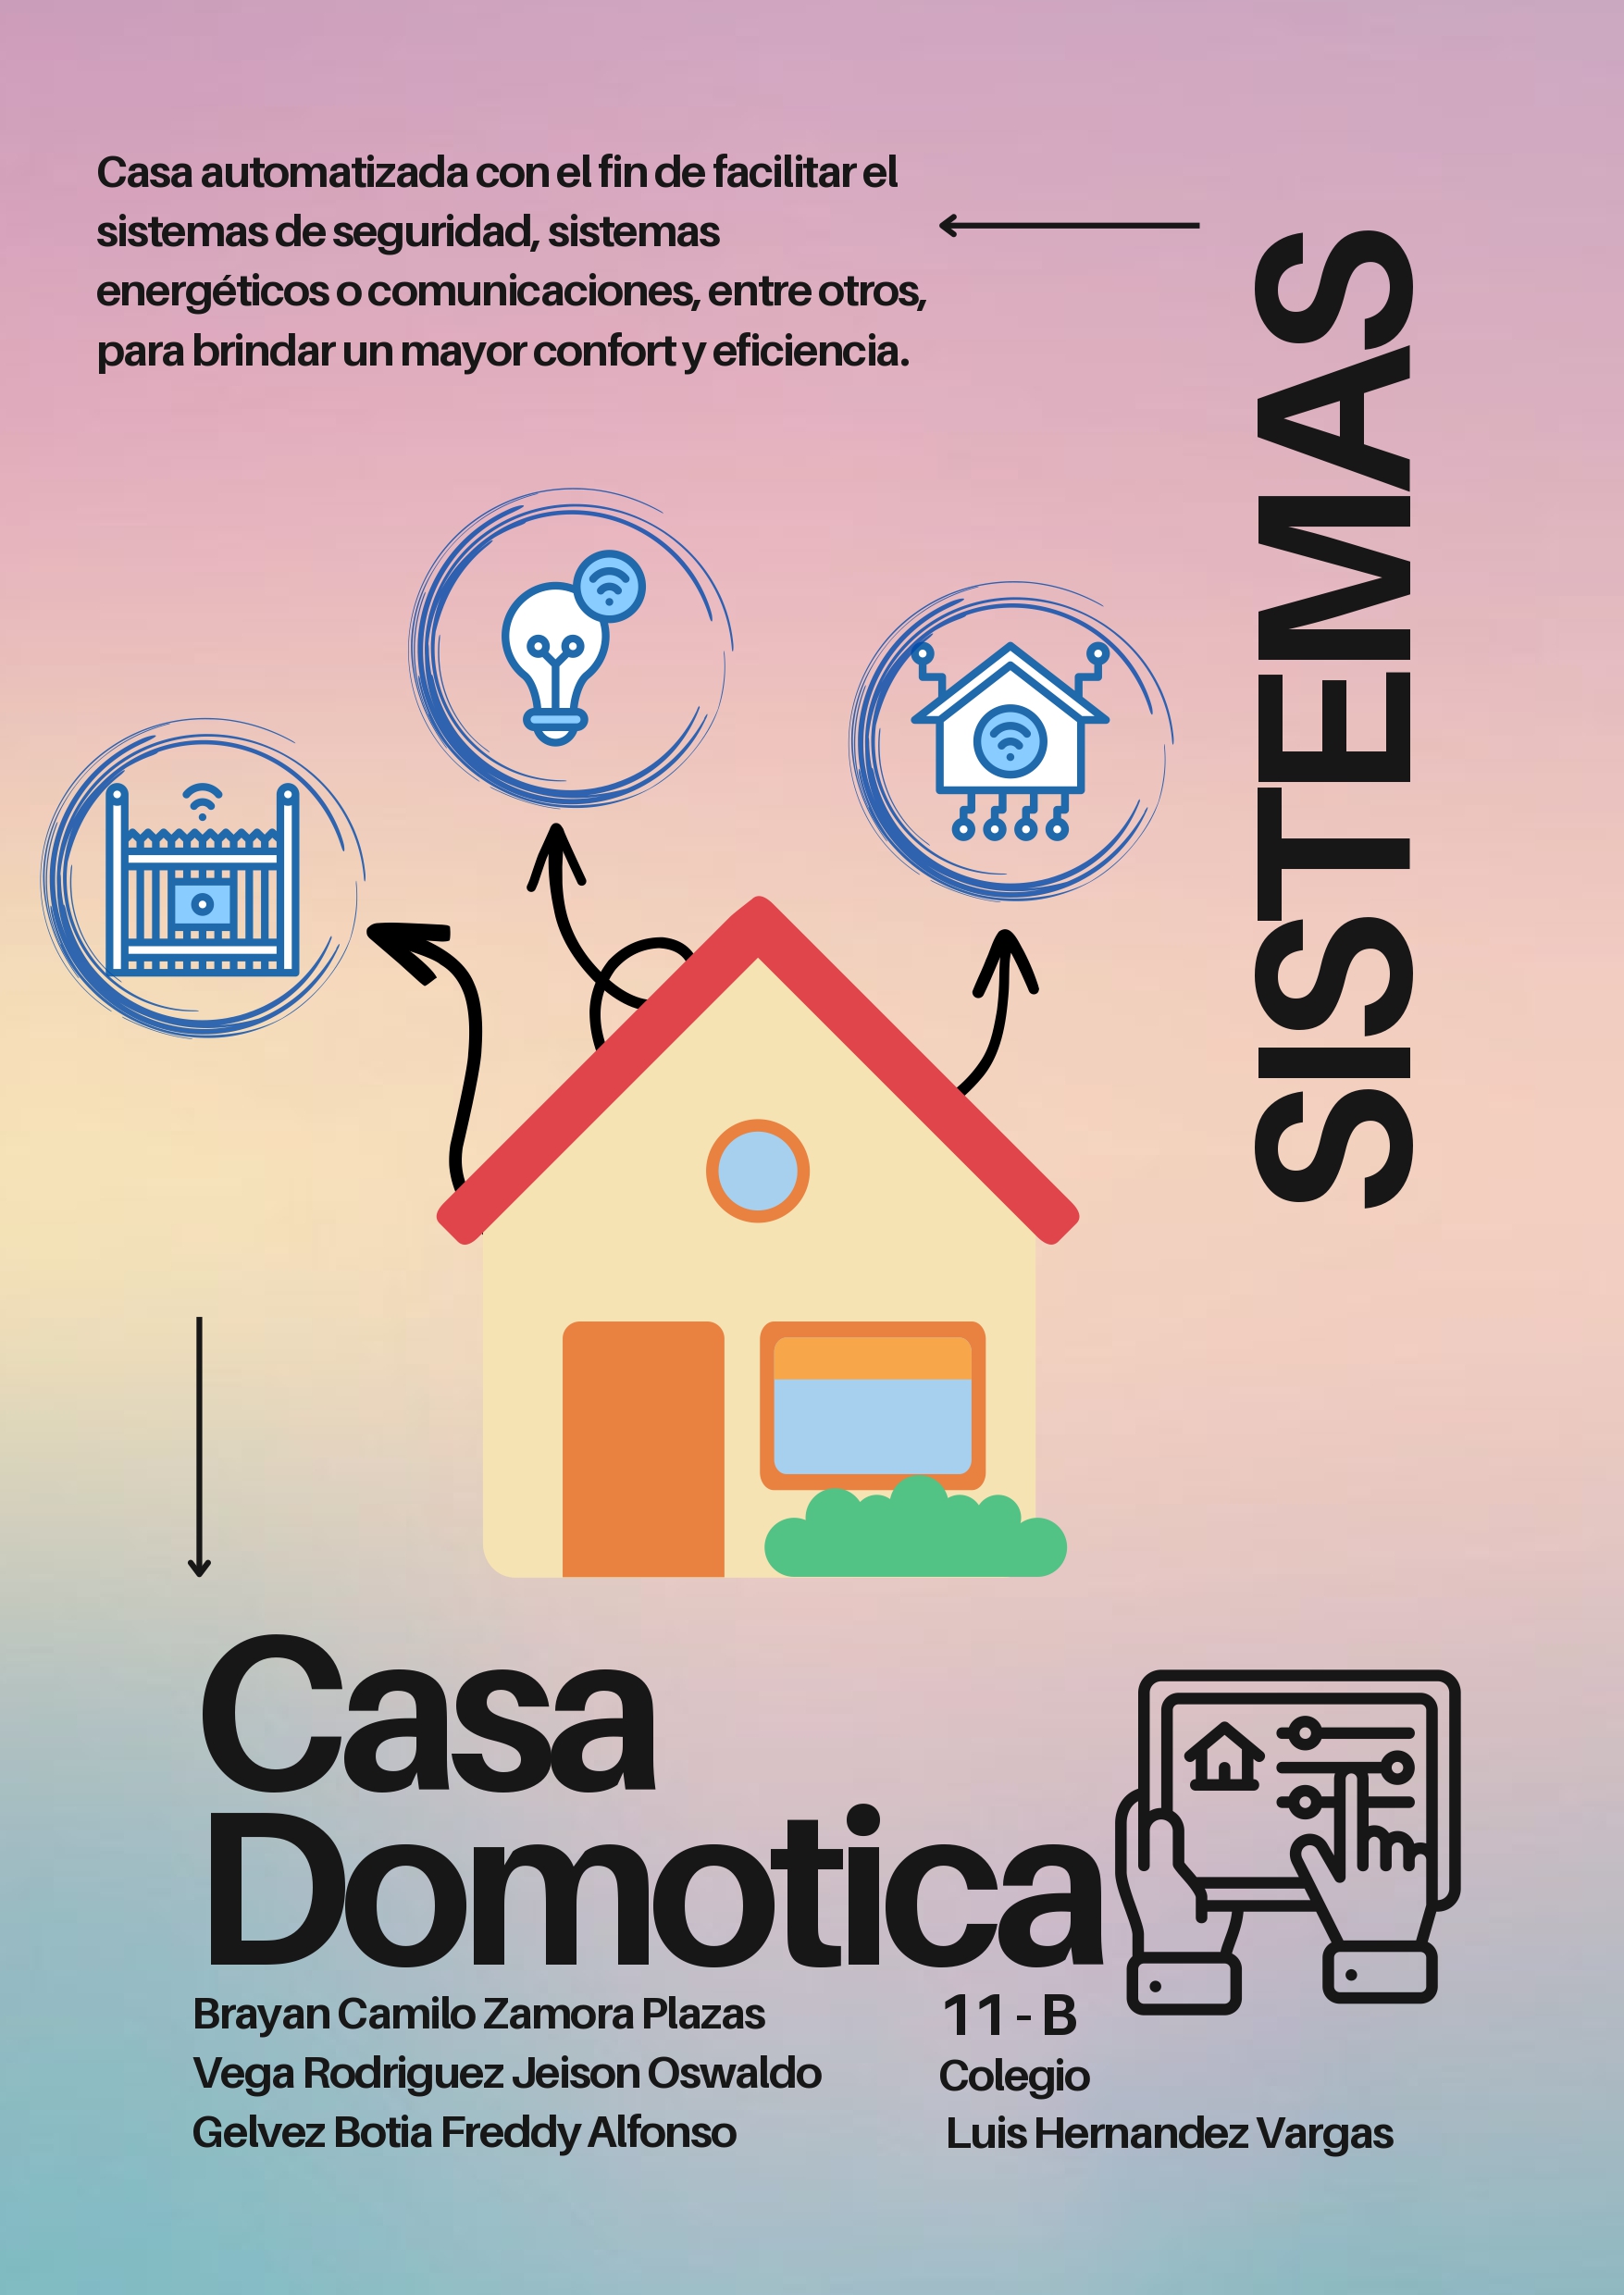 Casa automatizada con el fin de facilitar el
sistemas de seguridad, sistemas
energéticos o comunicaciones, entre otros,
para brindar un mayor confort y eficiencia.
SISTEMAS
Casa
Domotica
Brayan Camilo Zamora Plazas
Vega Rodriguez Jeison Oswaldo
Gelvez Botia Freddy Alfonso
11 - B
Colegio
Luis Hernandez Vargas